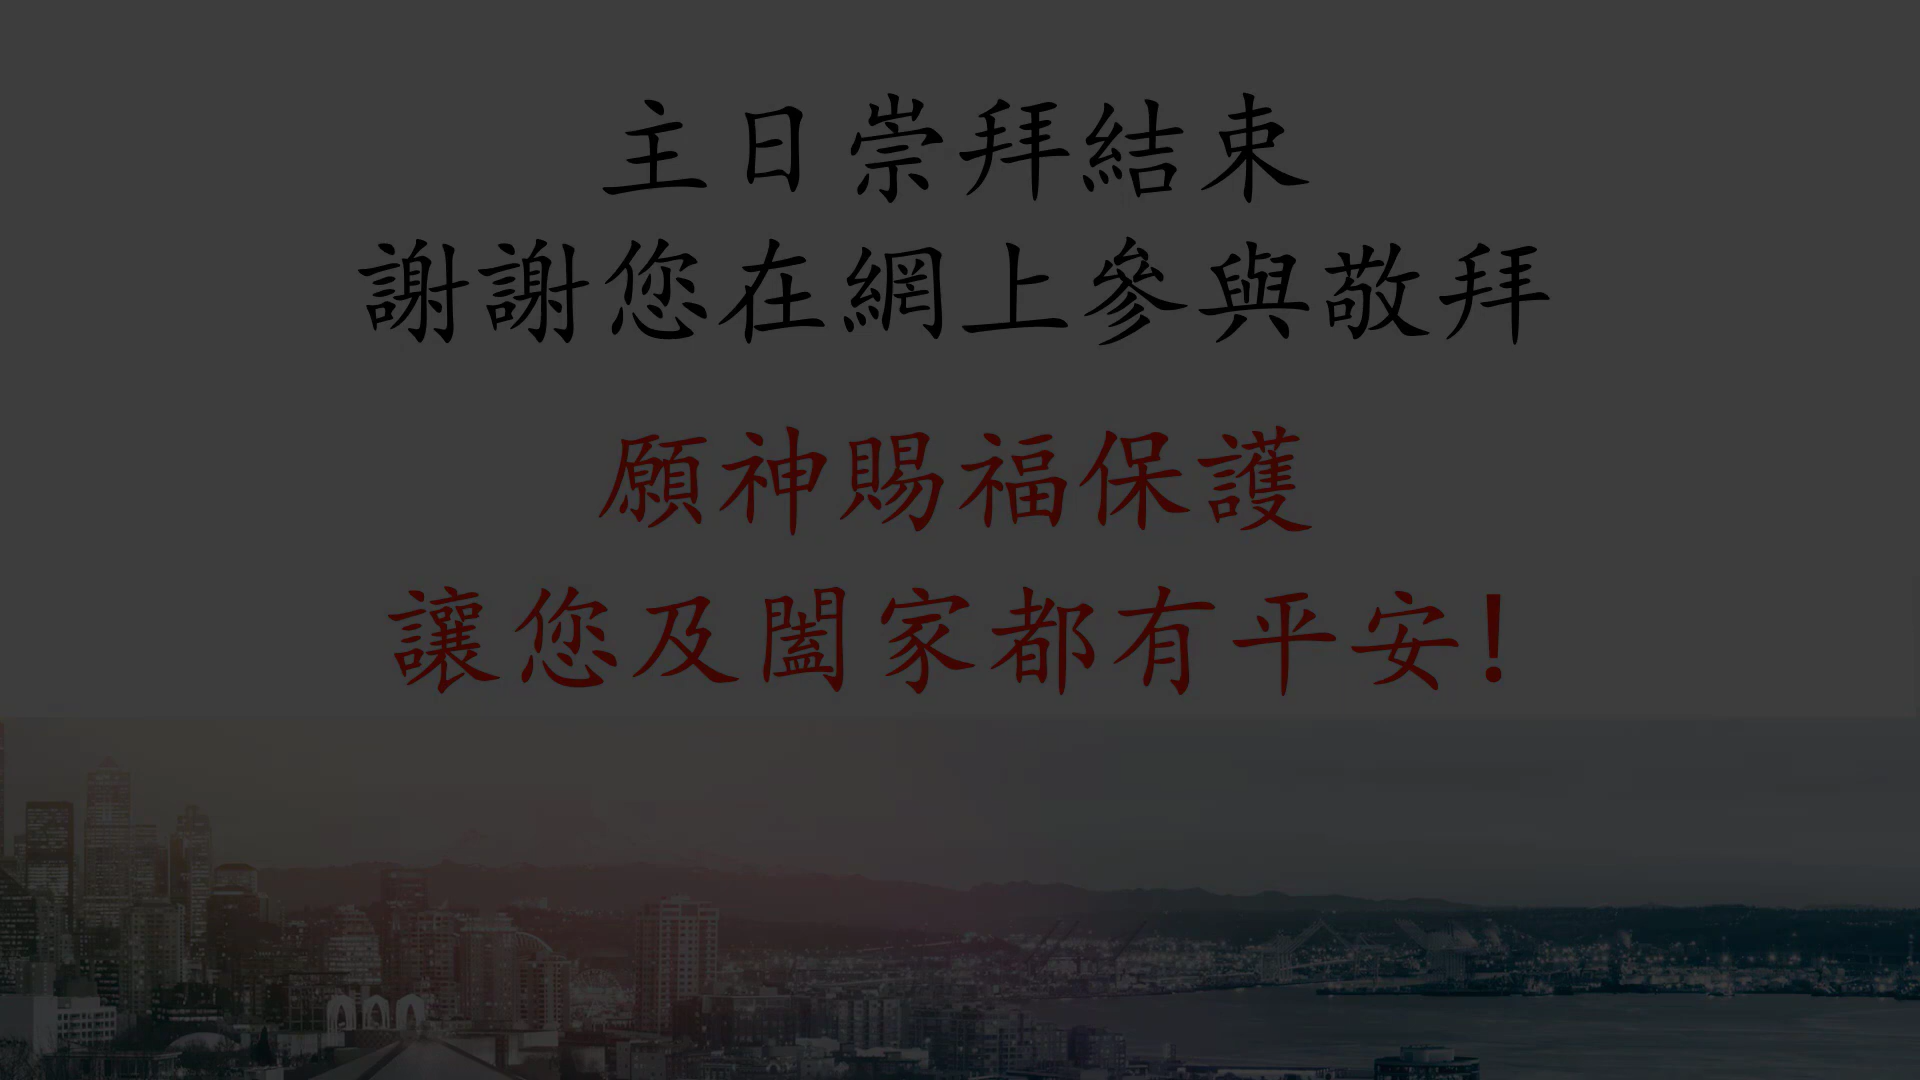 主日崇拜結束
謝謝您在網上參與敬拜
願神賜福保護
讓您及闔家都有平安!